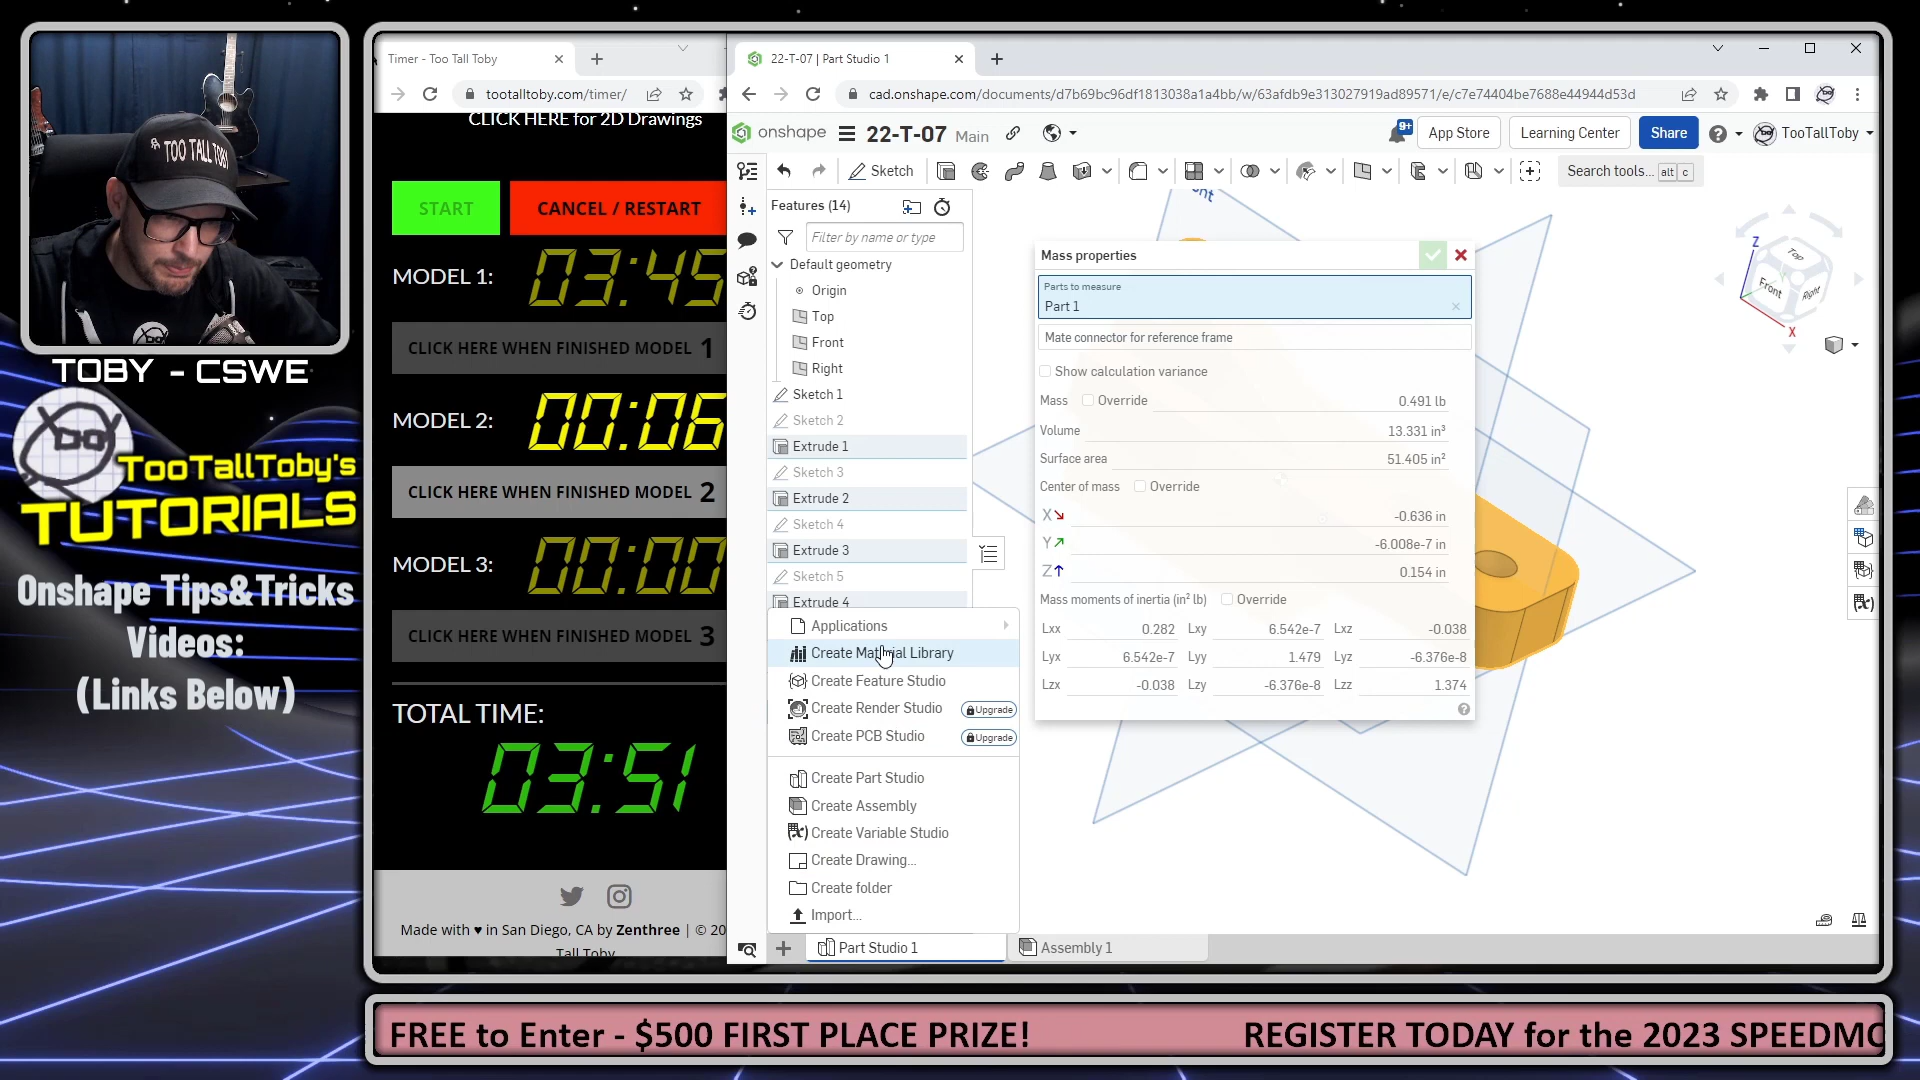 TOO TALL TOBY
TOBY - CSWE
TooTallToby's
TUTORIALS
Onshape Tips&Tricks
Videos:
(Links Below)
Timer - Too Tall Toby
tootalltoby.com/timer/
CLICK HERE for 2D Drawings
START
CANCEL / RESTART
MODEL 1:
03:45
CLICK HERE WHEN FINISHED MODEL 1
MODEL 2:
00:06
CLICK HERE WHEN FINISHED MODEL 2
MODEL 3:
00:00
CLICK HERE WHEN FINISHED MODEL 3
TOTAL TIME:
03:51
Made with ♥ in San Diego, CA by Zenthree | © 20
Tall Toby
22-T-07 | Part Studio 1
cad.onshape.com/documents/d7b69bc96df1813038a1a4bb/w/63afdb9e313027919ad89571/e/c7e74404be7688e44944d53d
onshape
22-T-07 Main
9+
App Store
Learning Center
Share
TooTallToby
Sketch
Search tools... alt c
Features (14)
Filter by name or type
Default geometry
Origin
Top
Front
Right
Sketch 1
Sketch 2
Extrude 1
Sketch 3
Extrude 2
Sketch 4
Extrude 3
Sketch 5
Extrude 4
Applications
Create Material Library
Create Feature Studio
Create Render Studio Upgrade
Create PCB Studio Upgrade
Create Part Studio
Create Assembly
Create Variable Studio
Create Drawing...
Create folder
Import...
Part Studio 1
Assembly 1
Mass properties
Parts to measure
Part 1
Mate connector for reference frame
Show calculation variance
Mass Override 0.491 lb
Volume 13.331 in³
Surface area 51.405 in²
Center of mass Override
X -0.636 in
Y -6.008e-7 in
Z 0.154 in
Mass moments of inertia (in² lb) Override
Lxx 0.282 Lxy 6.542e-7 Lxz -0.038
Lyx 6.542e-7 Lyy 1.479 Lyz -6.376e-8
Lzx -0.038 Lzy -6.376e-8 Lzz 1.374
Z
Top
Front
Right
X
FREE to Enter - $500 FIRST PLACE PRIZE! REGISTER TODAY for the 2023 SPEEDMO